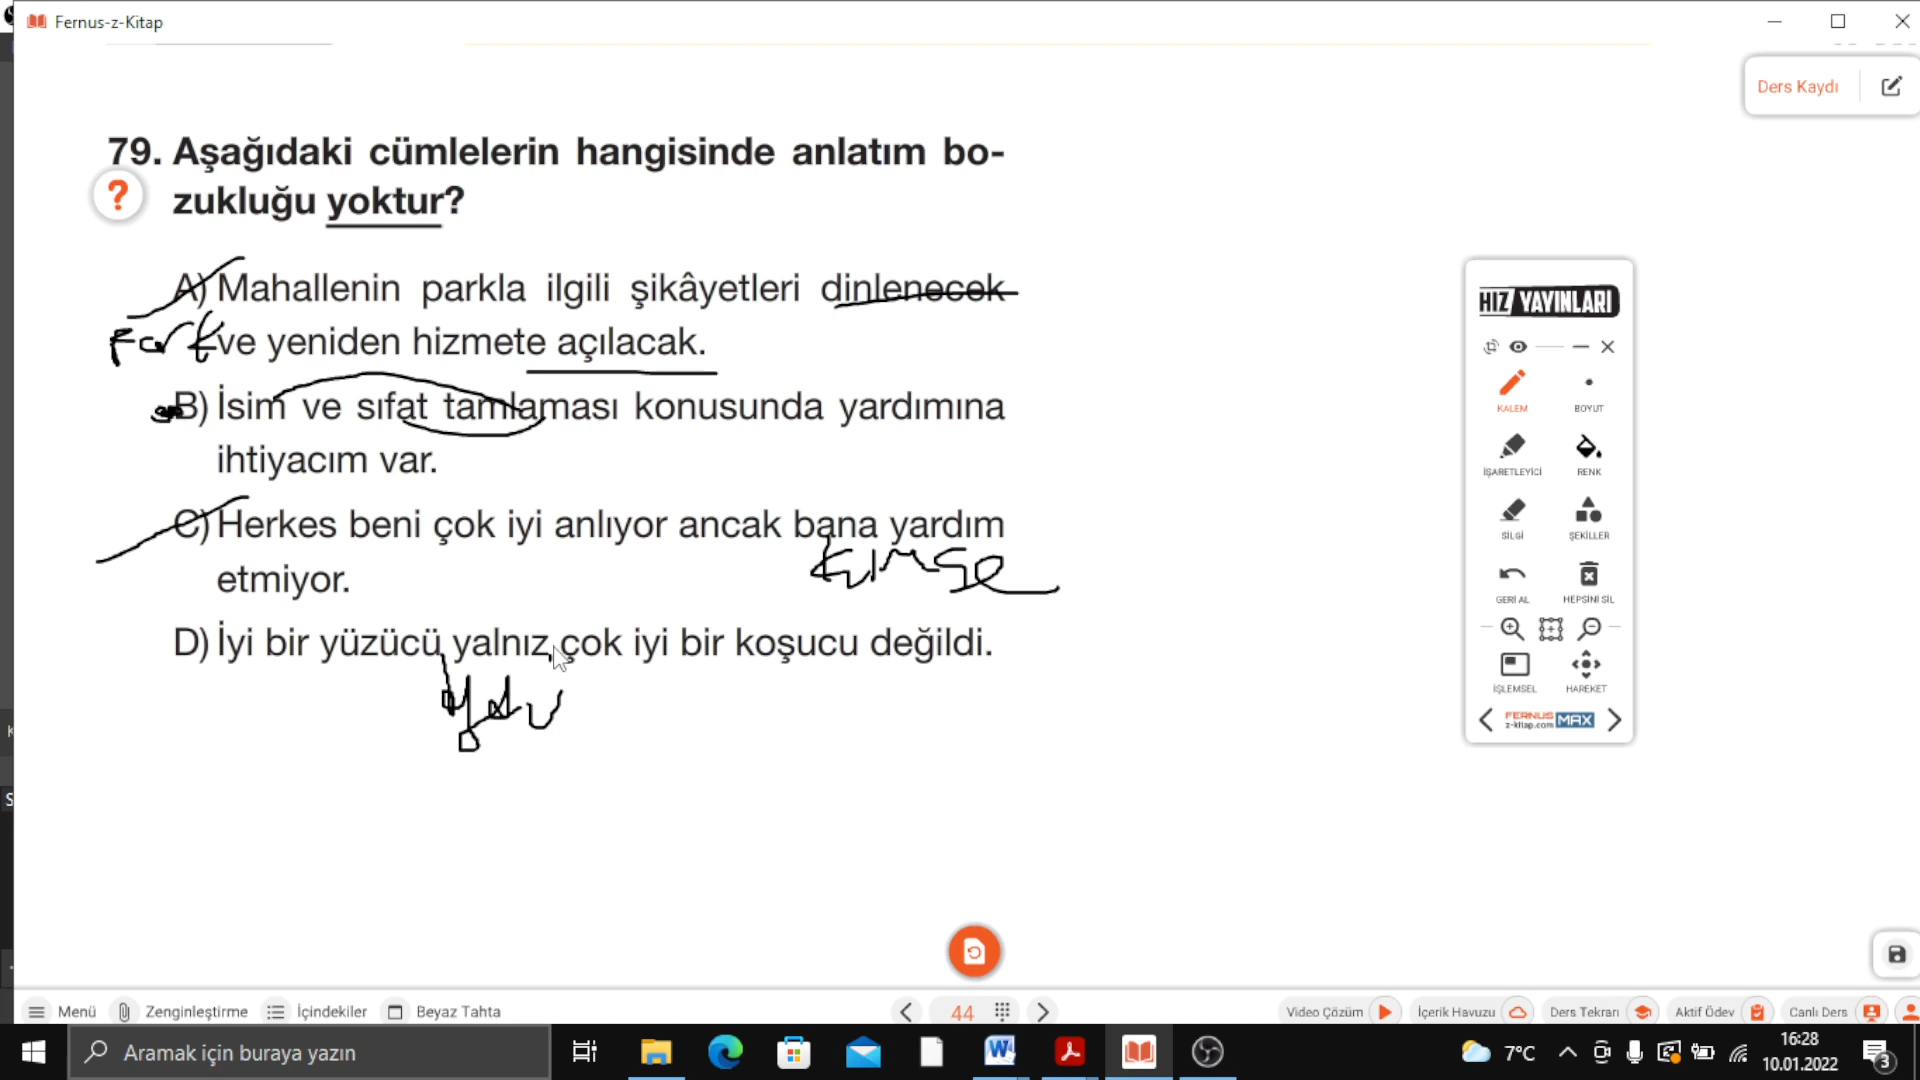 Fernus-z-Kitap
Ders Kaydı
79. Aşağıdaki cümlelerin hangisinde anlatım bo-
zukluğu yoktur?
?
A) Mahallenin parkla ilgili şikâyetleri dinlenecek
ve yeniden hizmete açılacak.
B) İsim ve sıfat tamlaması konusunda yardımına
ihtiyacım var.
C) Herkes beni çok iyi anlıyor ancak bana yardım
kimse
etmiyor.
D) İyi bir yüzücü yalnız, çok iyi bir koşucu değildi.
ydü
HIZ YAYINLARI
KALEM BOYUT
İŞARETLEYİCİ RENK
SİLGİ ŞEKİLLER
GERİ AL HEPSİNİ SİL
İŞLEMSEL HAREKET
FERNUS z-kitap.com MAX
Menü Zenginleştirme İçindekiler Beyaz Tahta 44 Video Çözüm İçerik Havuzu Ders Tekrarı Aktif Ödev Canlı Ders
Aramak için buraya yazın
7°C
16:28
10.01.2022
3